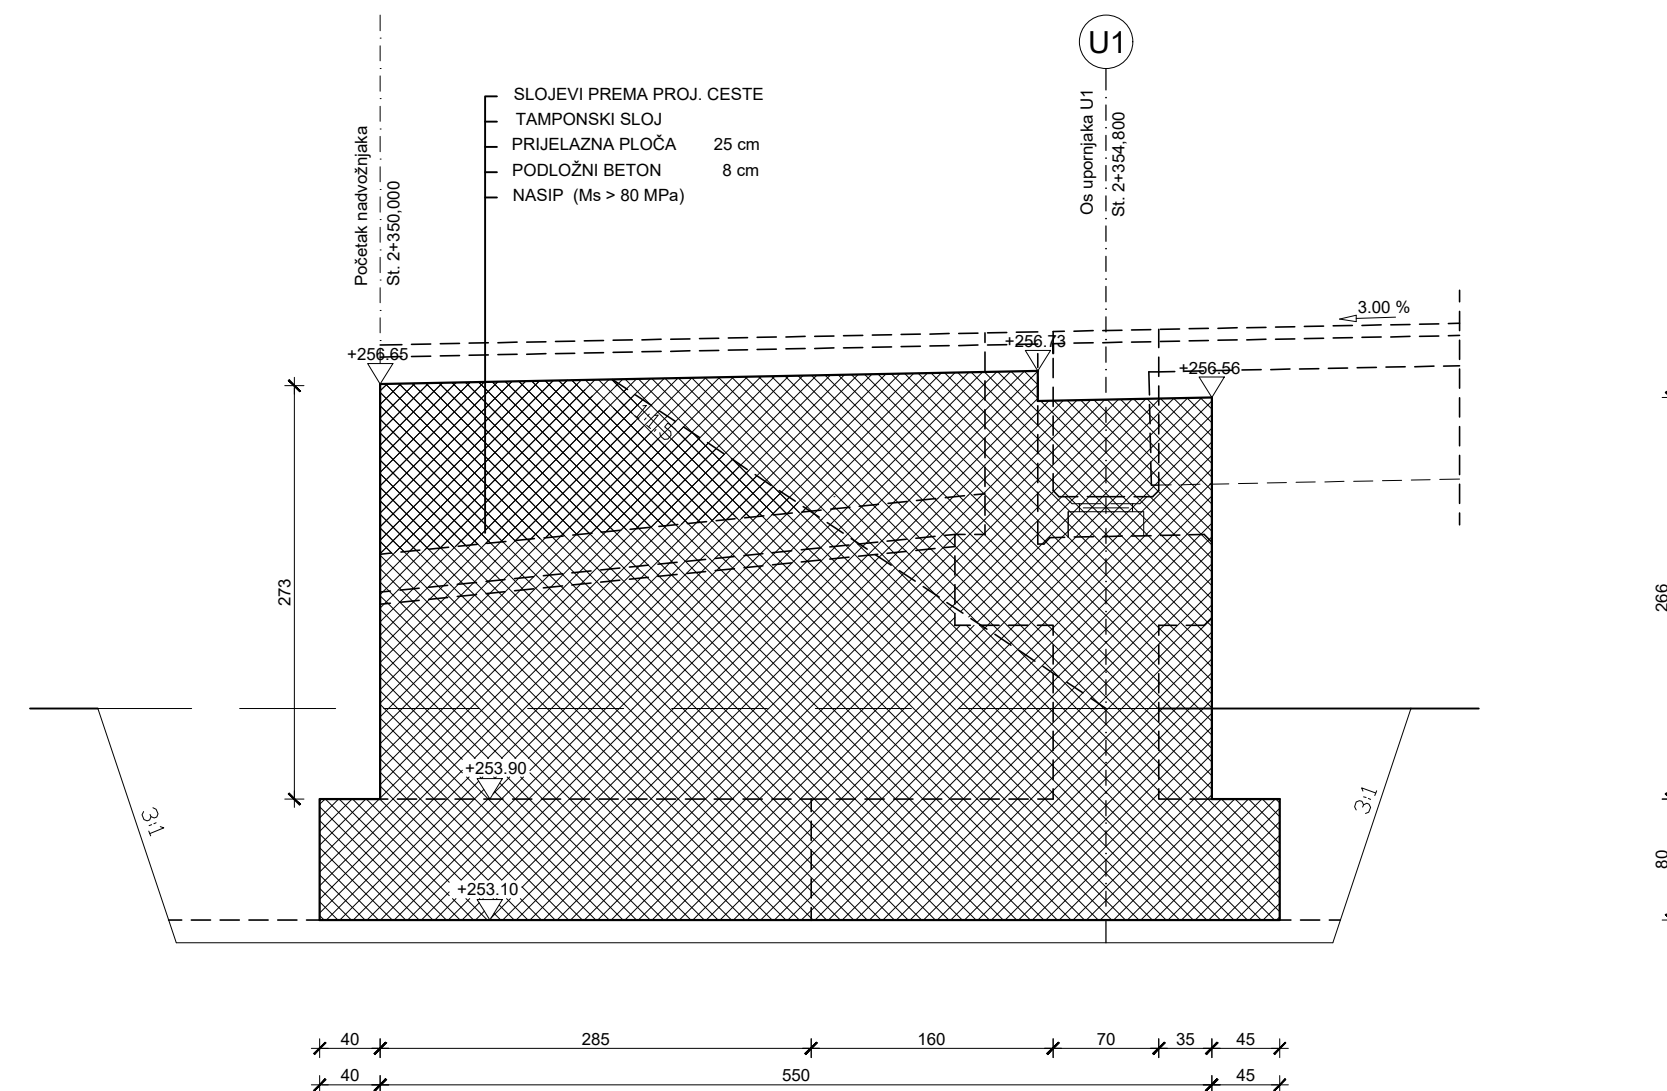 U1
SLOJEVI PREMA PROJ. CESTE
TAMPONSKI SLOJ
PRIJELAZNA PLOČA 25 cm
PODLOŽNI BETON 8 cm
NASIP (Ms > 80 MPa)
Početak nadvožnjaka
St. 2+350,000
Os upornjaka U1
St. 2+354,800
3.00 %
+256.65
+256.73
+256.56
1:1.5
273
266
+253.90
3:1
3:1
80
+253.10
40
285
160
70
35
45
40
550
45